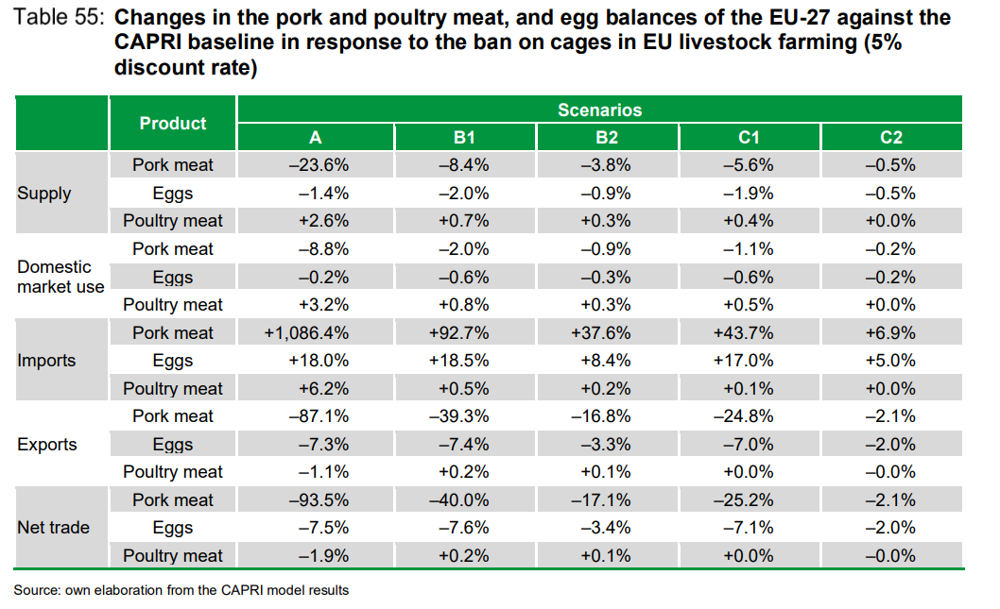 Table 55: Changes in the pork and poultry meat, and egg balances of the EU-27 against the
CAPRI baseline in response to the ban on cages in EU livestock farming (5%
discount rate)
Product Scenarios
A B1 B2 C1 C2
Supply Pork meat –23.6% –8.4% –3.8% –5.6% –0.5%
Eggs –1.4% –2.0% –0.9% –1.9% –0.5%
Poultry meat +2.6% +0.7% +0.3% +0.4% +0.0%
Domestic market use Pork meat –8.8% –2.0% –0.9% –1.1% –0.2%
Eggs –0.2% –0.6% –0.3% –0.6% –0.2%
Poultry meat +3.2% +0.8% +0.3% +0.5% +0.0%
Imports Pork meat +1,086.4% +92.7% +37.6% +43.7% +6.9%
Eggs +18.0% +18.5% +8.4% +17.0% +5.0%
Poultry meat +6.2% +0.5% +0.2% +0.1% +0.0%
Exports Pork meat –87.1% –39.3% –16.8% –24.8% –2.1%
Eggs –7.3% –7.4% –3.3% –7.0% –2.0%
Poultry meat –1.1% +0.2% +0.1% +0.0% –0.0%
Net trade Pork meat –93.5% –40.0% –17.1% –25.2% –2.1%
Eggs –7.5% –7.6% –3.4% –7.1% –2.0%
Poultry meat –1.9% +0.2% +0.1% +0.0% –0.0%
Source: own elaboration from the CAPRI model results